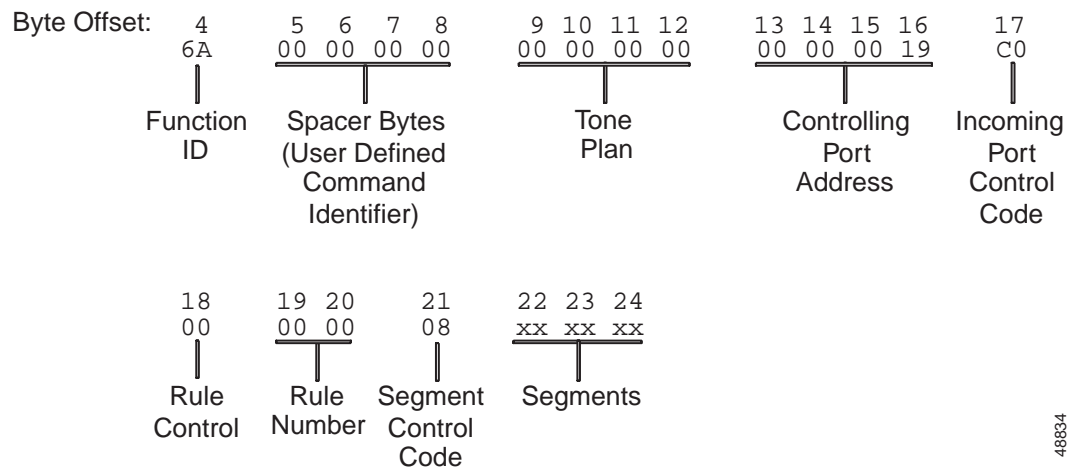 Byte Offset: 4 5 6 7 8 9 10 11 12 13 14 15 16 17
6A 00 00 00 00 00 00 00 00 00 00 00 19 C0
Function Spacer Bytes Tone Controlling Incoming
ID (User Defined Plan Port Port
Command Address Control
Identifier) Code
18 19 20 21 22 23 24
00 00 00 08 xx xx xx
Rule Rule Segment Segments
Control Number Control
Code
48834